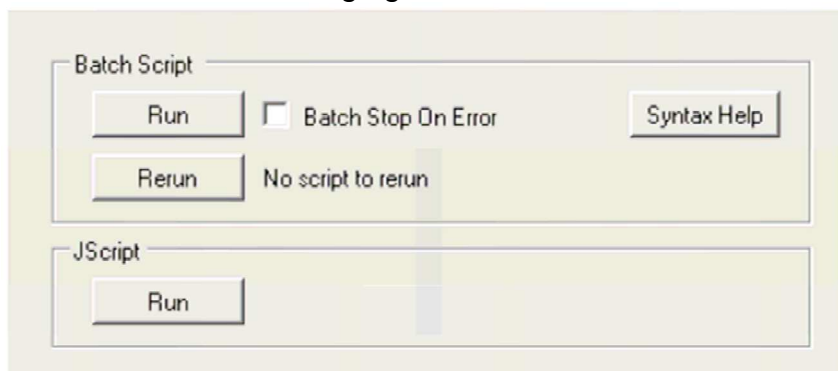 Batch Script
Run Batch Stop On Error Syntax Help
Rerun No script to rerun
JScript
Run